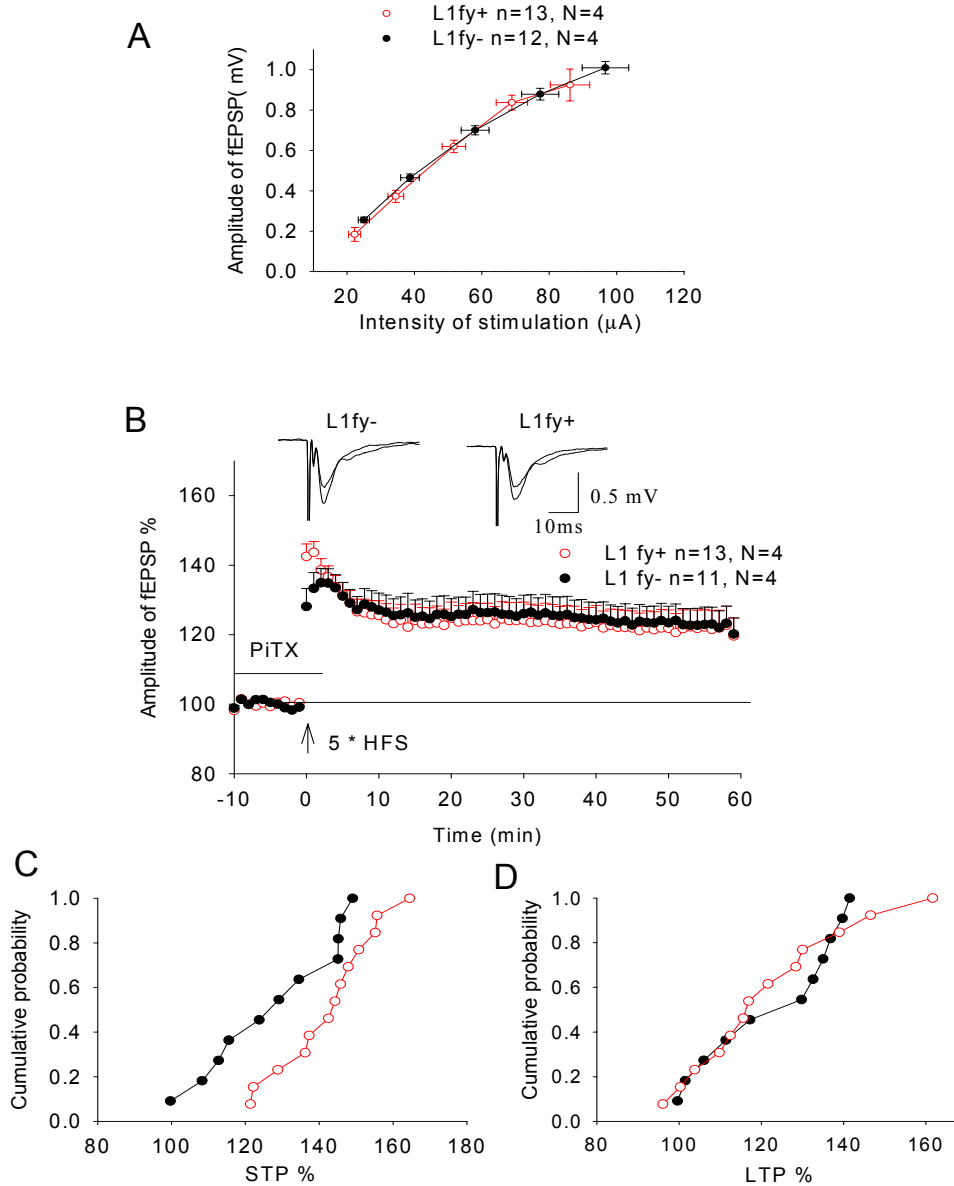 A
L1fy+ n=13, N=4
L1fy- n=12, N=4
Amplitude of fEPSP( mV)
1.0
0.8
0.6
0.4
0.2
0.0
20 40 60 80 100 120
Intensity of stimulation (μA)
B
L1fy- L1fy+
0.5 mV
10ms
L1 fy+ n=13, N=4
L1 fy- n=11, N=4
Amplitude of fEPSP %
160
140
120
100
80
PiTX
5 * HFS
-10 0 10 20 30 40 50 60
Time (min)
C
Cumulative probability
1.0
0.8
0.6
0.4
0.2
0.0
80 100 120 140 160 180
STP %
D
Cumulative probability
1.0
0.8
0.6
0.4
0.2
0.0
80 100 120 140 160
LTP %